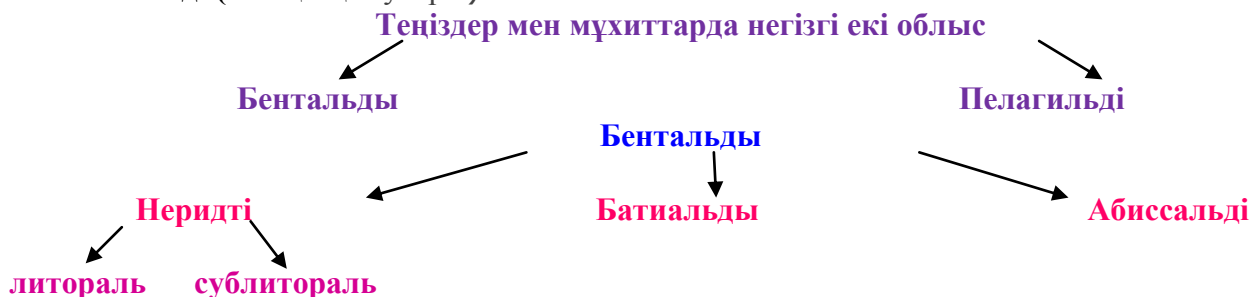 Теңіздер мен мұхиттарда негізгі екі облыс
Бентальды Пелагильді
Бентальды
Неридті Батиальды Абиссальді
литораль сублитораль